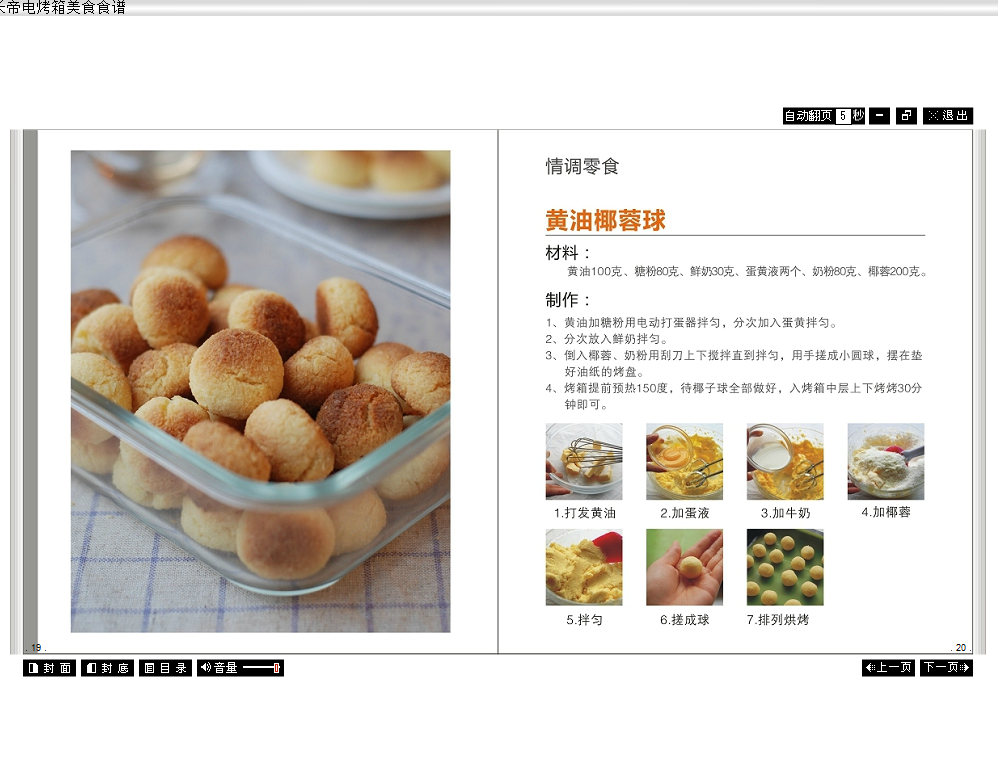 长帝电烤箱美食食谱
自动翻页 5 秒
退出
情调零食
黄油椰蓉球
材料：
黄油100克、糖粉80克、鲜奶30克、蛋黄液两个、奶粉80克、椰蓉200克。
制作：
1、黄油加糖粉用电动打蛋器拌匀，分次加入蛋黄拌匀。
2、分次放入鲜奶拌匀。
3、倒入椰蓉、奶粉用刮刀上下搅拌直到拌匀，用手搓成小圆球，摆在垫
好油纸的烤盘。
4、烤箱提前预热150度，待椰子球全部做好，入烤箱中层上下烤烤30分
钟即可。
1.打发黄油
2.加蛋液
3.加牛奶
4.加椰蓉
5.拌匀
6.搓成球
7.排列烘烤
. 19 .
. 20 .
封面
封底
目录
音量
上一页
下一页